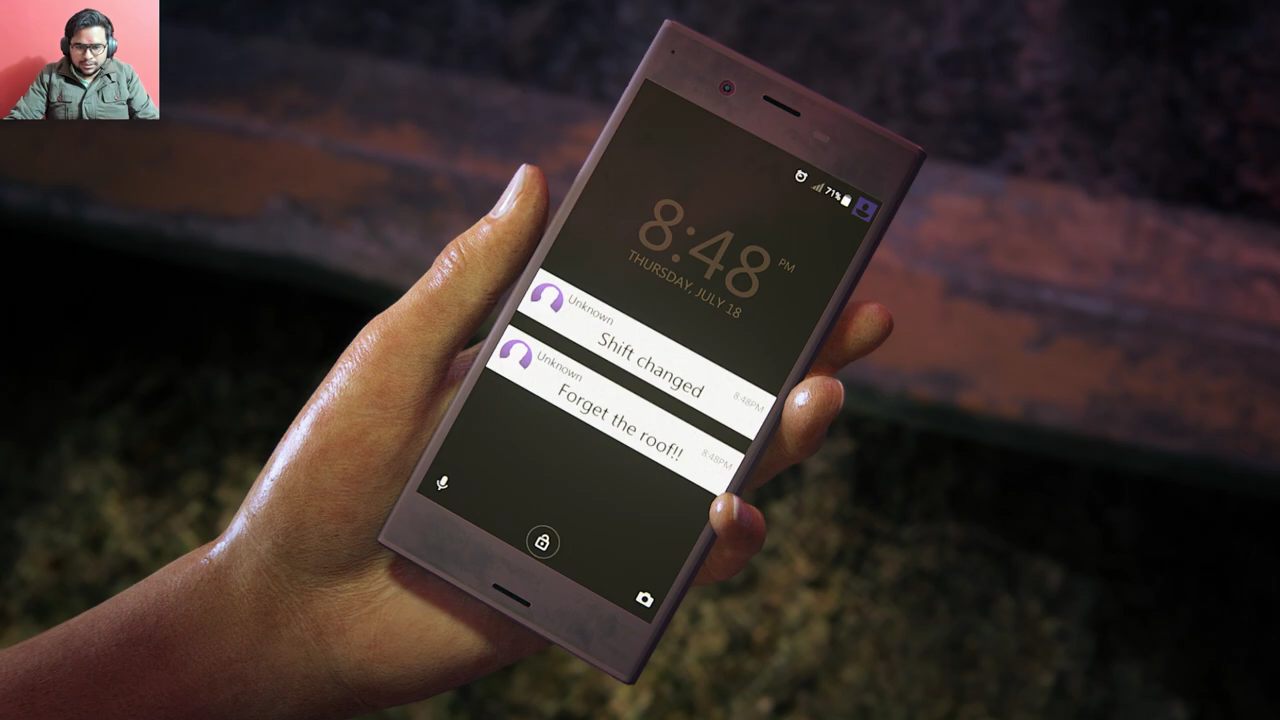 71%
8:48 PM
THURSDAY, JULY 18
Unknown
Shift changed
8:48PM
Unknown
Forget the roof!!
8:48PM